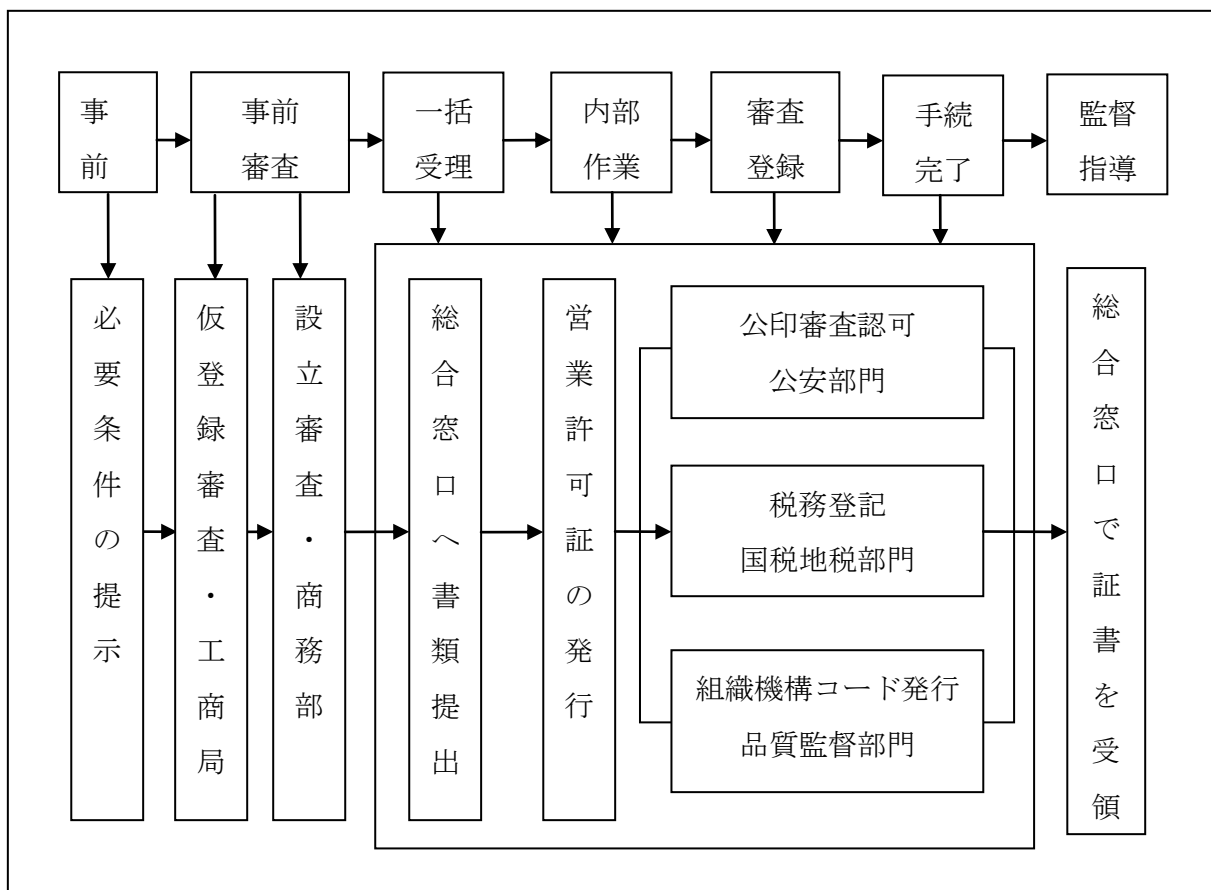 事
前
事前
審査
一括
受理
内部
作業
審査
登録
手続
完了
監督
指導
必要条件の提示
仮登録審査・工商局
設立審査・商務部
総合窓口へ書類提出
営業許可証の発行
公印審査認可
公安部門
税務登記
国税地税部門
組織機構コード発行
品質監督部門
総合窓口で証書を受領